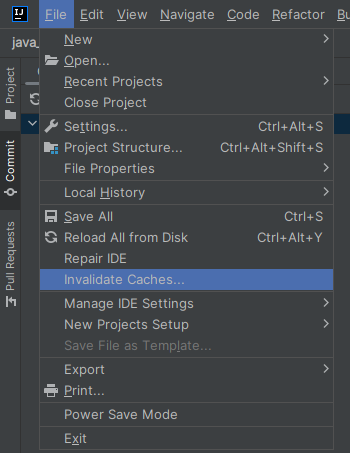 IJ File Edit View Navigate Code Refactor
java_
Project
Commit
Pull Requests
New
Open...
Recent Projects
Close Project
Settings... Ctrl+Alt+S
Project Structure... Ctrl+Alt+Shift+S
File Properties
Local History
Save All Ctrl+S
Reload All from Disk Ctrl+Alt+Y
Repair IDE
Invalidate Caches...
Manage IDE Settings
New Projects Setup
Save File as Template...
Export
Print...
Power Save Mode
Exit